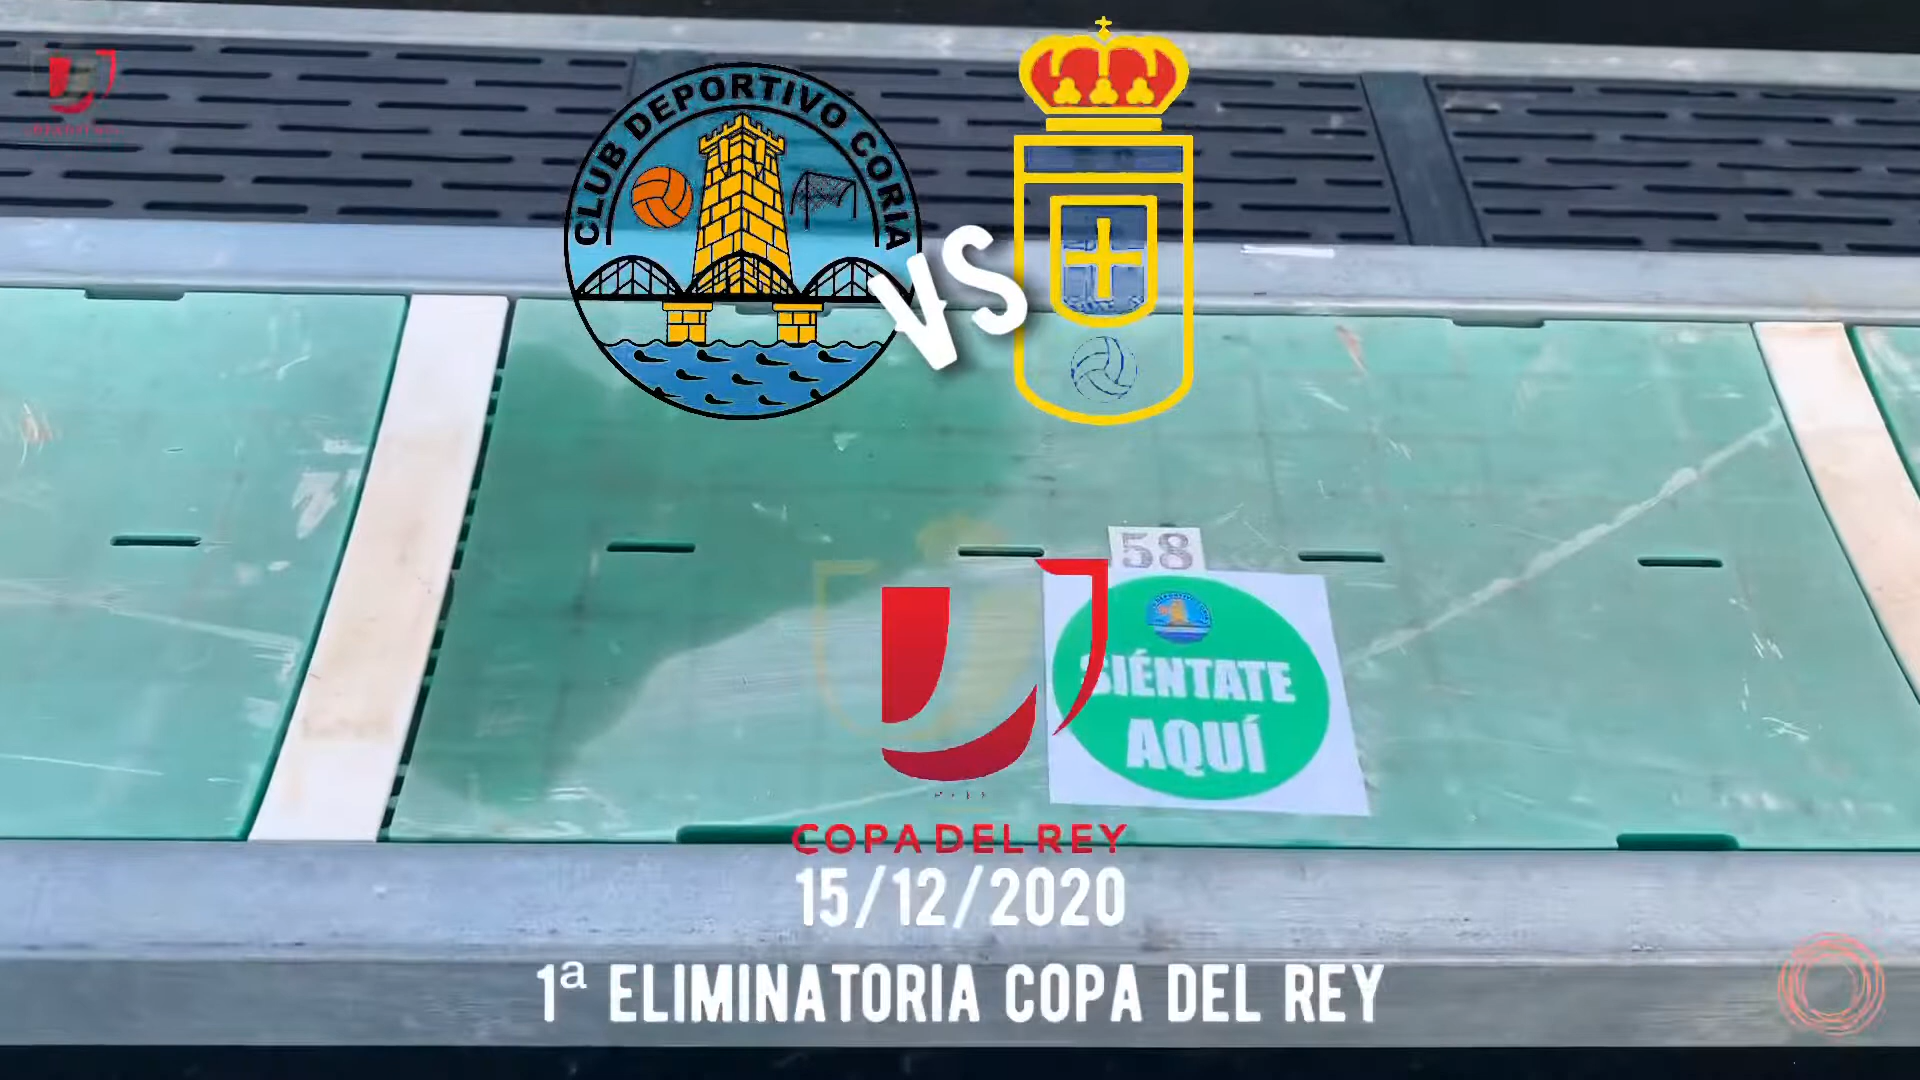 CLUB DEPORTIVO CORIA
VS
58
SIÉNTATE
AQUÍ
COPA DEL REY
15/12/2020
1ª ELIMINATORIA COPA DEL REY